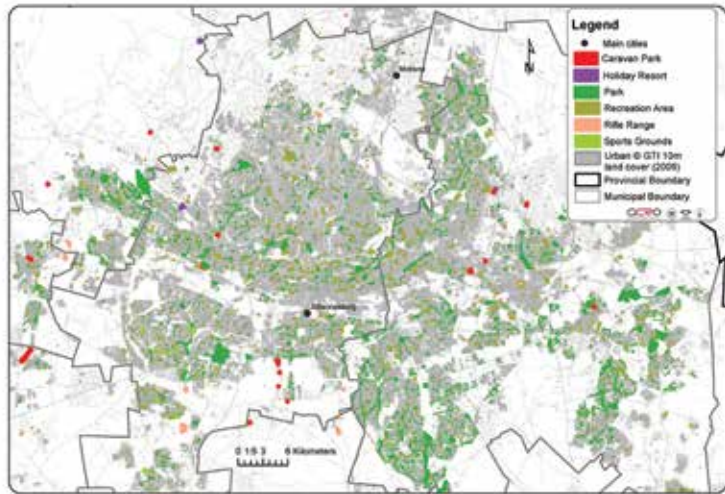 Legend
Main cities
Caravan Park
Holiday Resort
Park
Recreation Area
Rifle Range
Sports Grounds
Urban © GTI 10m
land cover (2009)
Provincial Boundary
Municipal Boundary
N
0 1.5 3 6 Kilometers